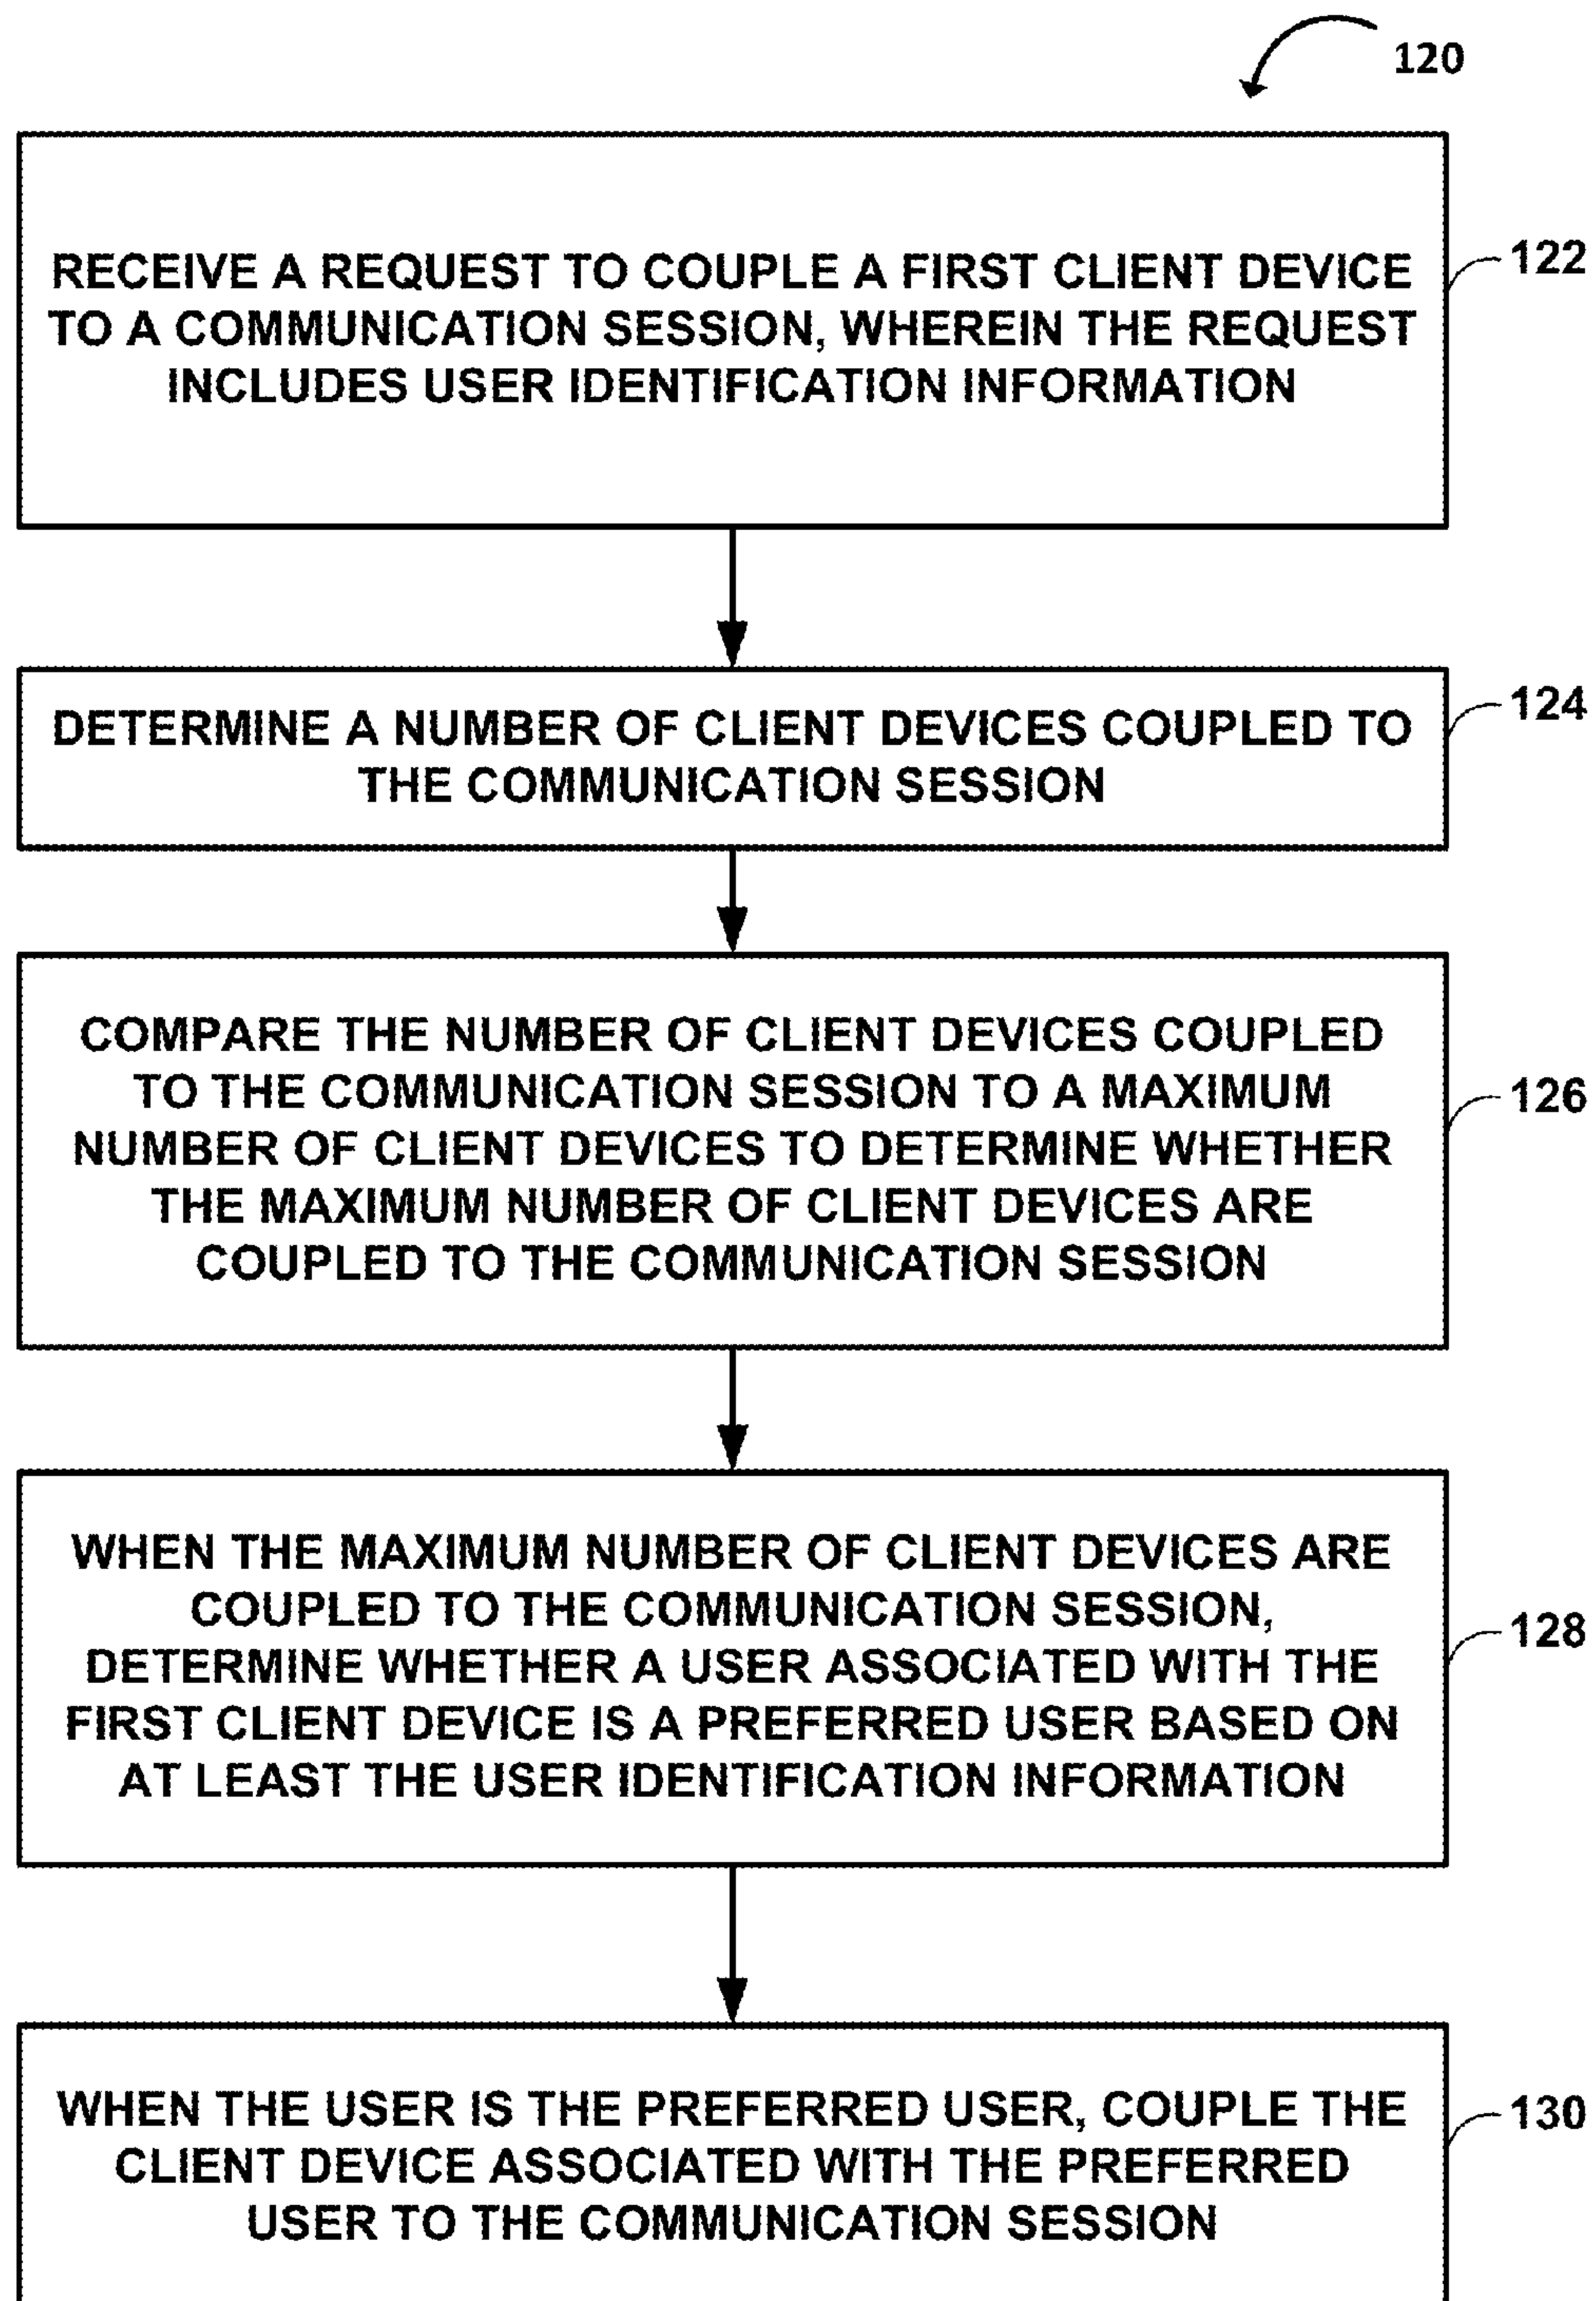 120
RECEIVE A REQUEST TO COUPLE A FIRST CLIENT DEVICE
TO A COMMUNICATION SESSION, WHEREIN THE REQUEST
INCLUDES USER IDENTIFICATION INFORMATION
122
DETERMINE A NUMBER OF CLIENT DEVICES COUPLED TO
THE COMMUNICATION SESSION
124
COMPARE THE NUMBER OF CLIENT DEVICES COUPLED
TO THE COMMUNICATION SESSION TO A MAXIMUM
NUMBER OF CLIENT DEVICES TO DETERMINE WHETHER
THE MAXIMUM NUMBER OF CLIENT DEVICES ARE
COUPLED TO THE COMMUNICATION SESSION
126
WHEN THE MAXIMUM NUMBER OF CLIENT DEVICES ARE
COUPLED TO THE COMMUNICATION SESSION,
DETERMINE WHETHER A USER ASSOCIATED WITH THE
FIRST CLIENT DEVICE IS A PREFERRED USER BASED ON
AT LEAST THE USER IDENTIFICATION INFORMATION
128
WHEN THE USER IS THE PREFERRED USER, COUPLE THE
CLIENT DEVICE ASSOCIATED WITH THE PREFERRED
USER TO THE COMMUNICATION SESSION
130